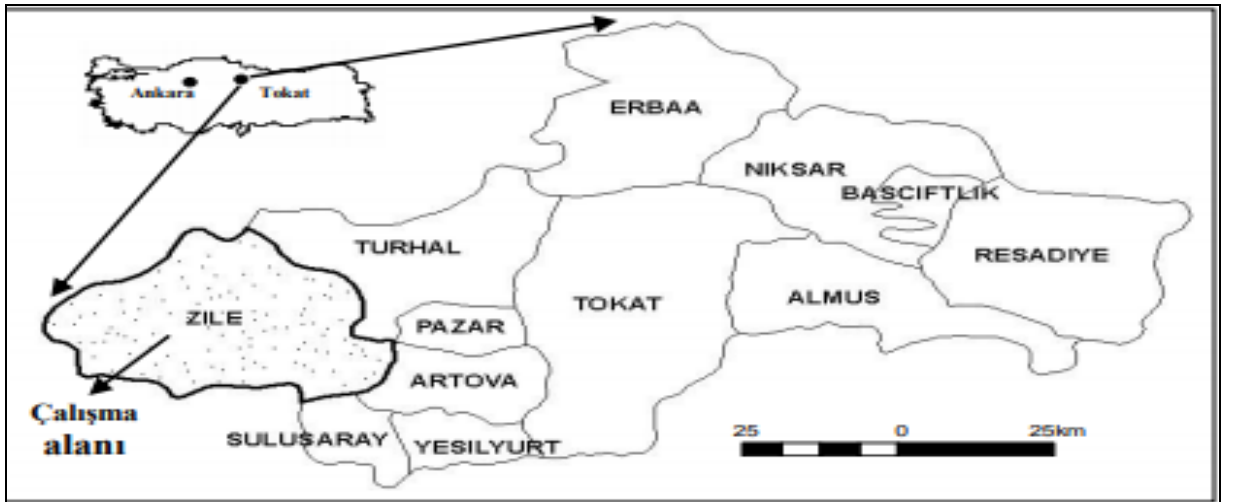 Ankara
Tokat
ERBAA
NIKSAR
BASCIFTLIK
TURHAL
RESADIYE
ZILE
PAZAR
TOKAT
ALMUS
ARTOVA
Çalışma
alanı
SULUSARAY
YESILYURT
25 0 25km